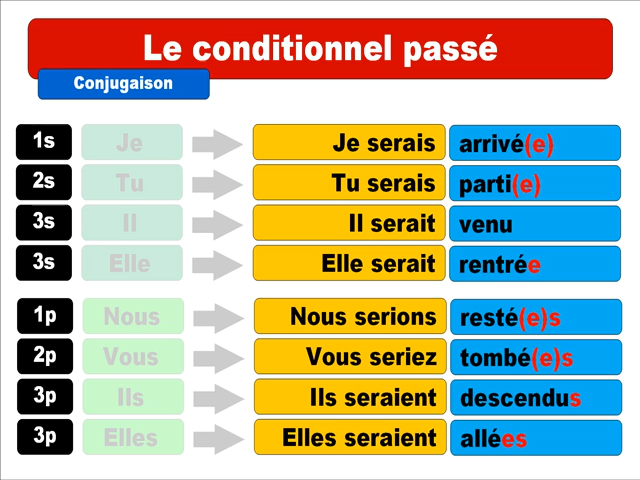 Le conditionnel passé
Conjugaison
1s Je Je serais arrivé(e)
2s Tu Tu serais parti(e)
3s Il Il serait venu
3s Elle Elle serait rentrée
1p Nous Nous serions resté(e)s
2p Vous Vous seriez tombé(e)s
3p Ils Ils seraient descendus
3p Elles Elles seraient allées